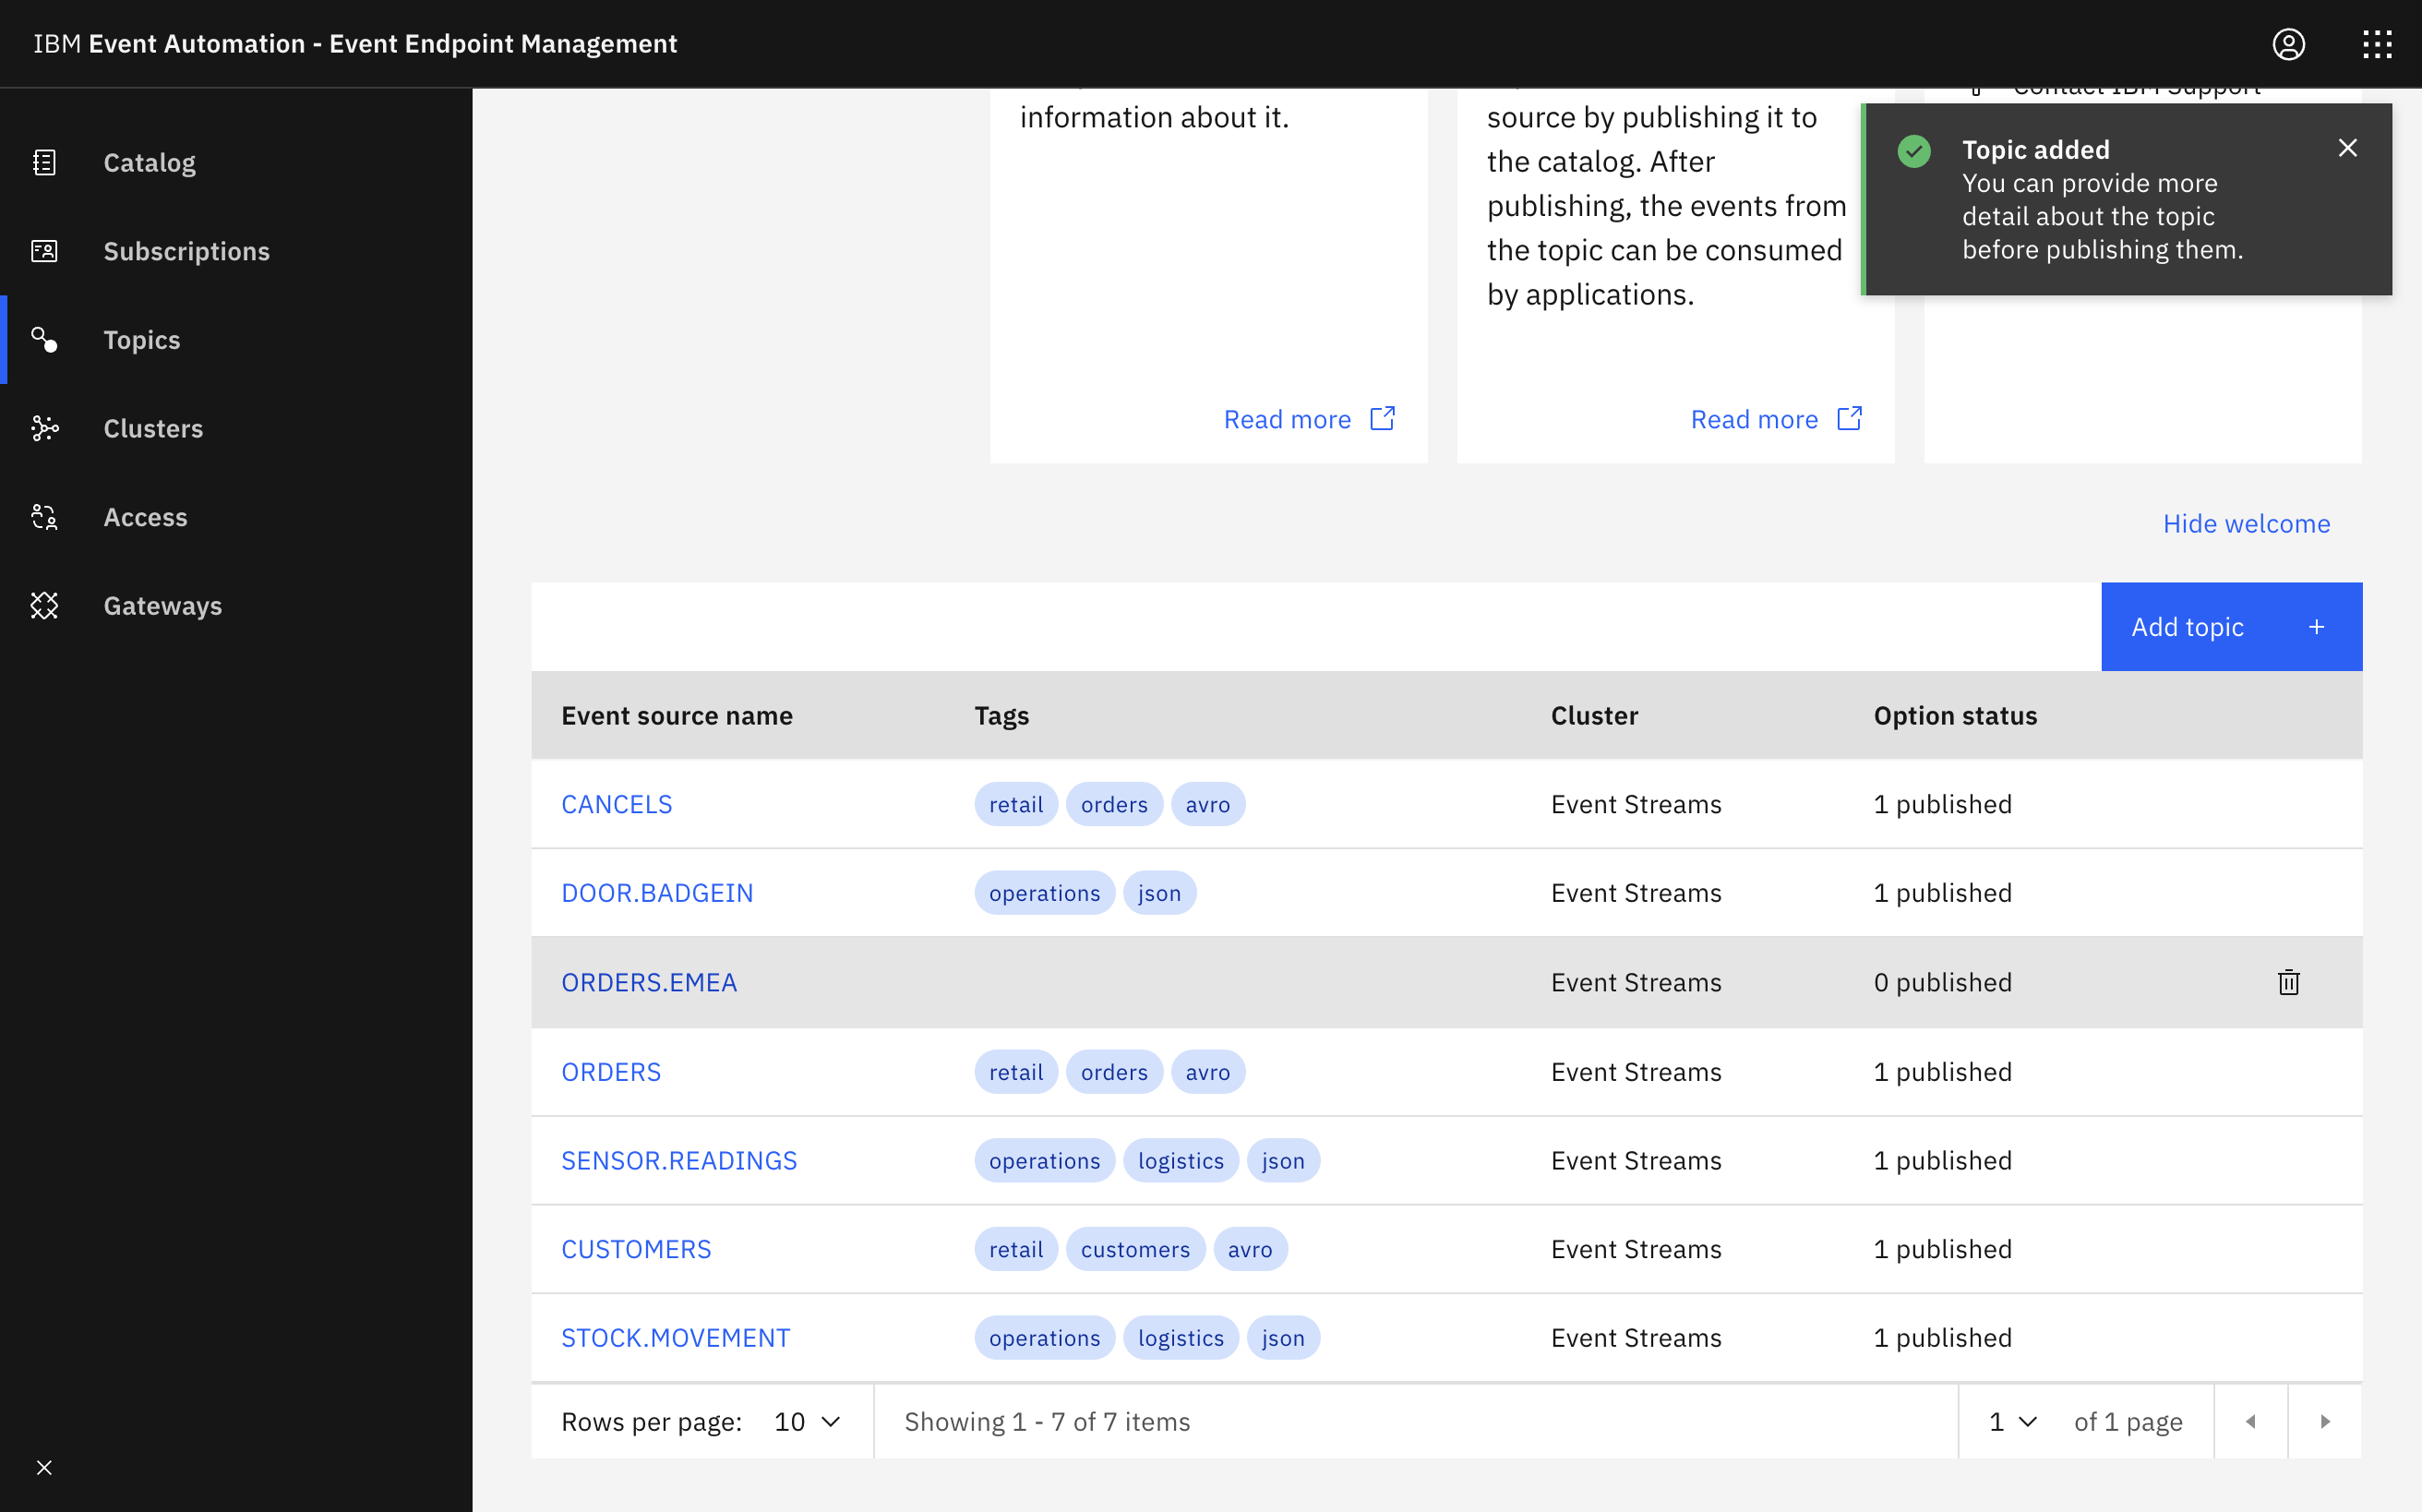 IBM Event Automation - Event Endpoint Management
Catalog
Subscriptions
Topics
Clusters
Access
Gateways
information about it.
Read more
source by publishing it to
the catalog. After
publishing, the events from
the topic can be consumed
by applications.
Read more
Contact IBM Support
Topic added
You can provide more
detail about the topic
before publishing them.
Hide welcome
Add topic +
Event source name Tags Cluster Option status
CANCELS retail orders avro Event Streams 1 published
DOOR.BADGEIN operations json Event Streams 1 published
ORDERS.EMEA Event Streams 0 published
ORDERS retail orders avro Event Streams 1 published
SENSOR.READINGS operations logistics json Event Streams 1 published
CUSTOMERS retail customers avro Event Streams 1 published
STOCK.MOVEMENT operations logistics json Event Streams 1 published
Rows per page: 10 Showing 1 - 7 of 7 items 1 of 1 page